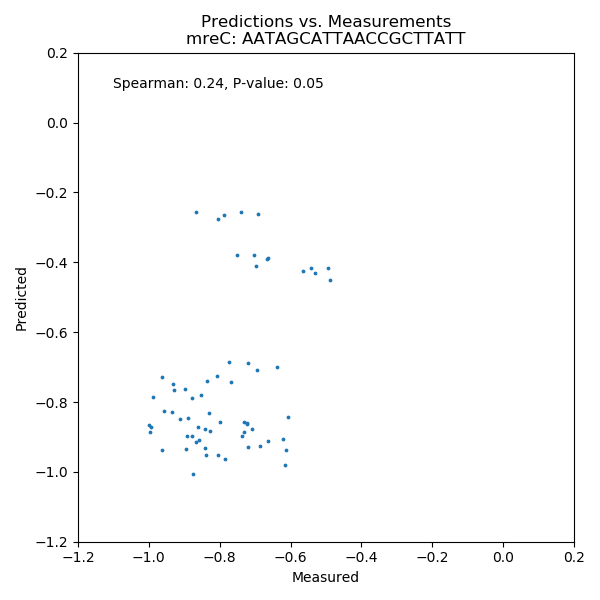 Predictions vs. Measurements
mreC: AATAGCATTAACCGCTTATT
Spearman: 0.24, P-value: 0.05
0.2
0.0
−0.2
−0.4
−0.6
−0.8
−1.0
−1.2
Predicted
−1.2 −1.0 −0.8 −0.6 −0.4 −0.2 0.0 0.2
Measured